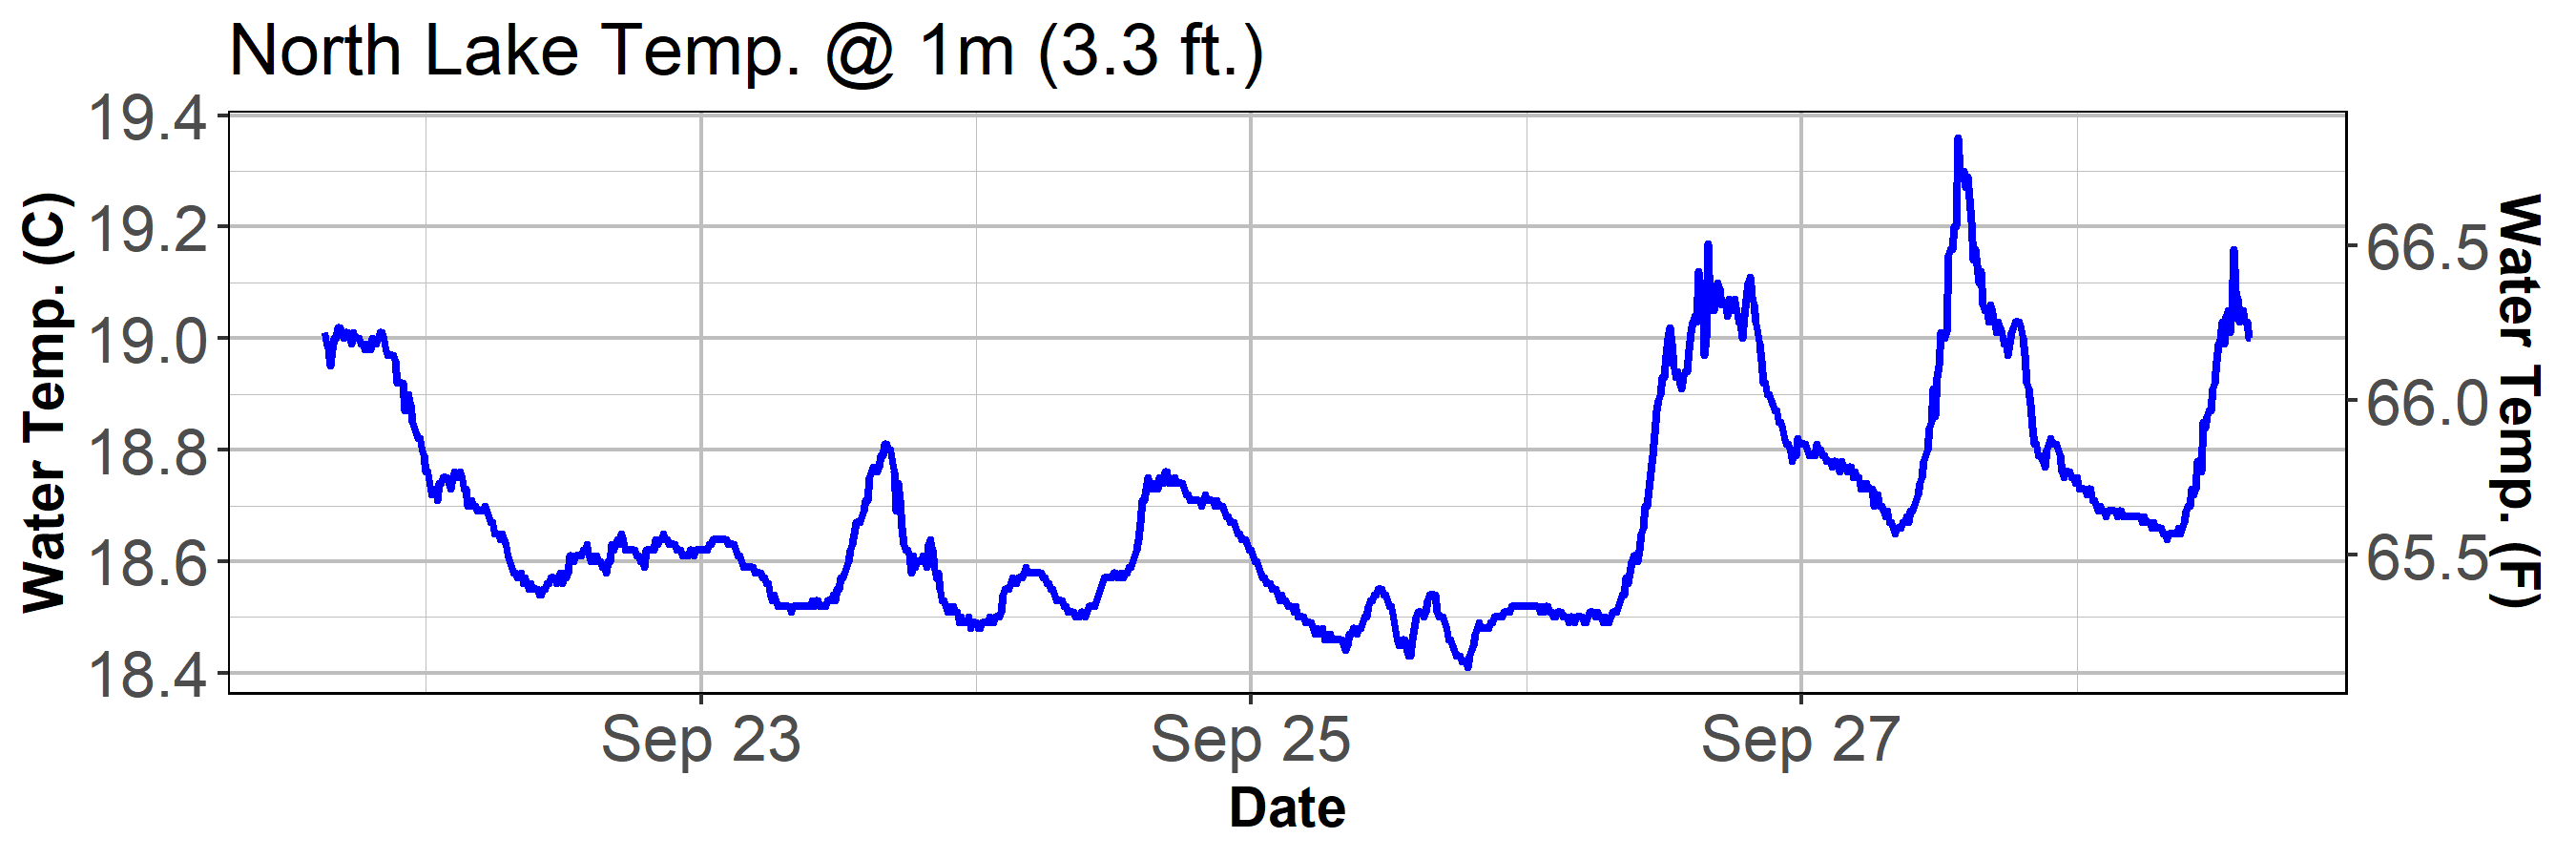 North Lake Temp. @ 1m (3.3 ft.)
Water Temp. (C)
19.4
19.2
19.0
18.8
18.6
18.4
66.5
66.0
65.5
Water Temp. (F)
Sep 23
Sep 25
Sep 27
Date